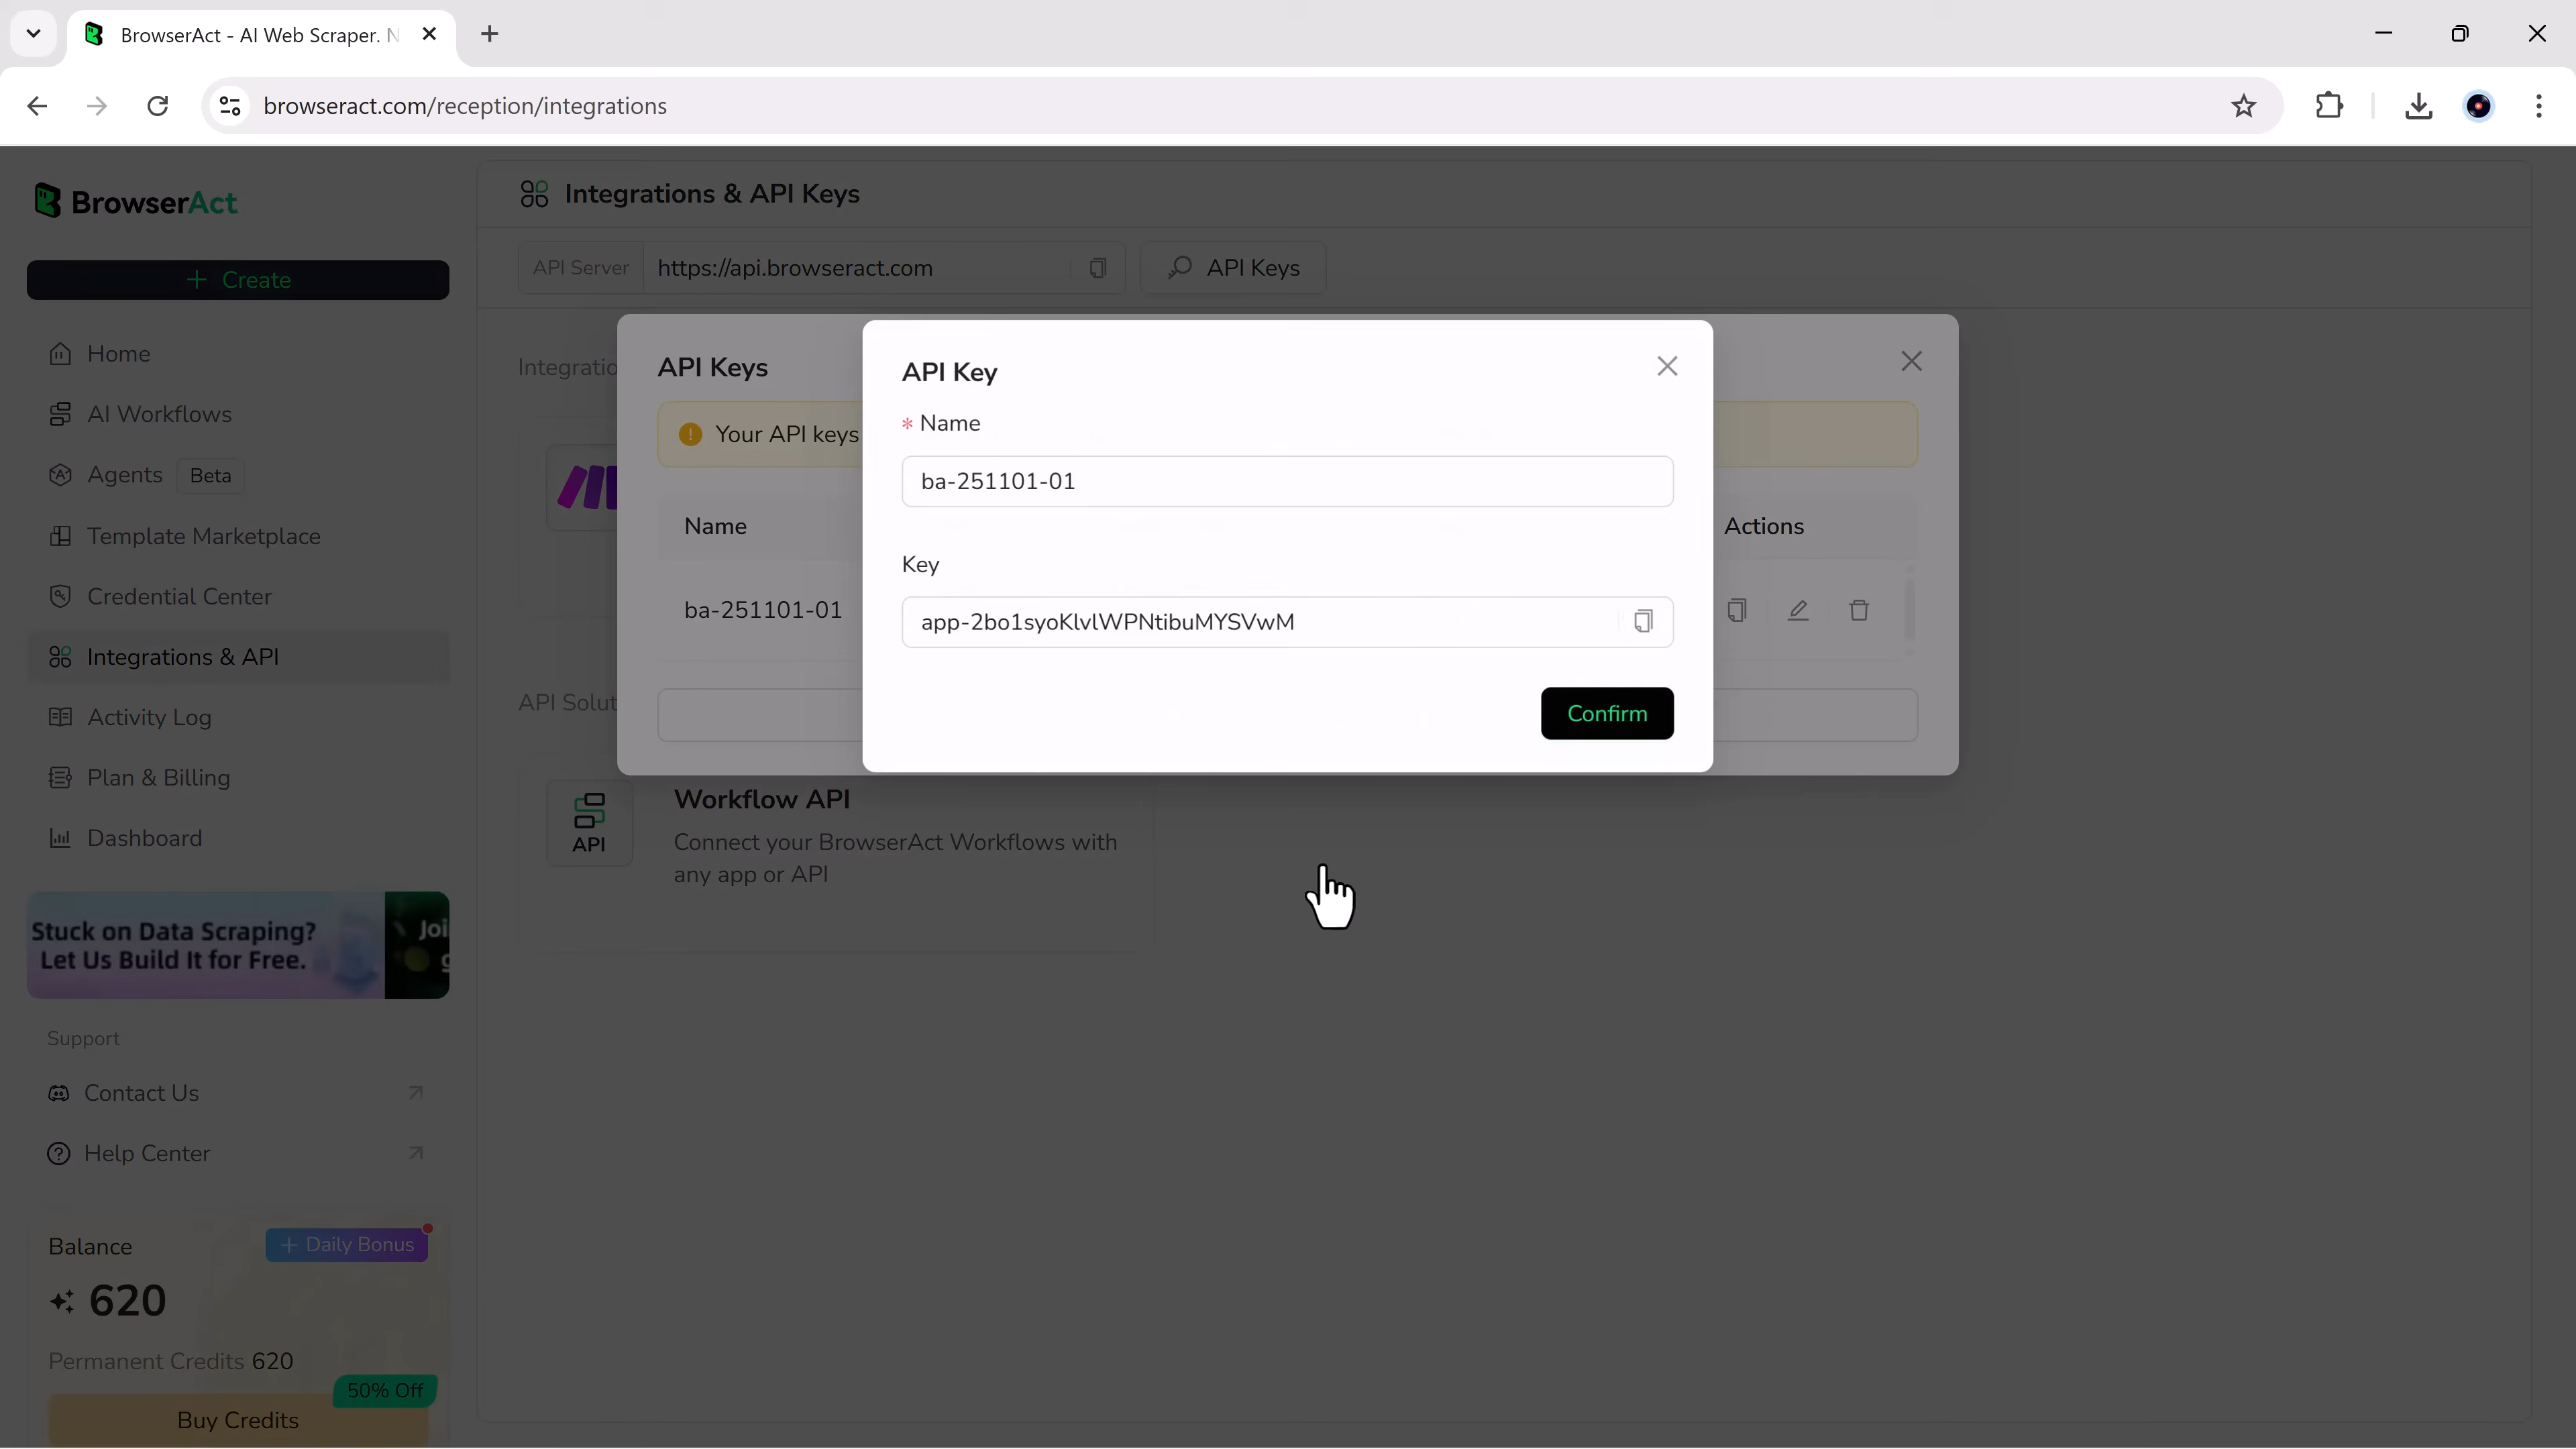 BrowserAct - AI Web Scraper. N
browseract.com/reception/integrations
BrowserAct
Create
Home
AI Workflows
Agents Beta
Template Marketplace
Credential Center
Integrations & API
Activity Log
Plan & Billing
Dashboard
Stuck on Data Scraping?
Let Us Build It for Free.
Joi
g
Support
Contact Us
Help Center
Balance
+ Daily Bonus
620
Permanent Credits 620
50% Off
Buy Credits
Integrations & API Keys
API Server https://api.browseract.com
API Keys
Integratio
API Keys
Your API keys
Name
Actions
ba-251101-01
API Solut
API Key
* Name
ba-251101-01
Key
app-2bo1syoKlvlWPNtibuMYSVwM
Confirm
API
Workflow API
Connect your BrowserAct Workflows with
any app or API